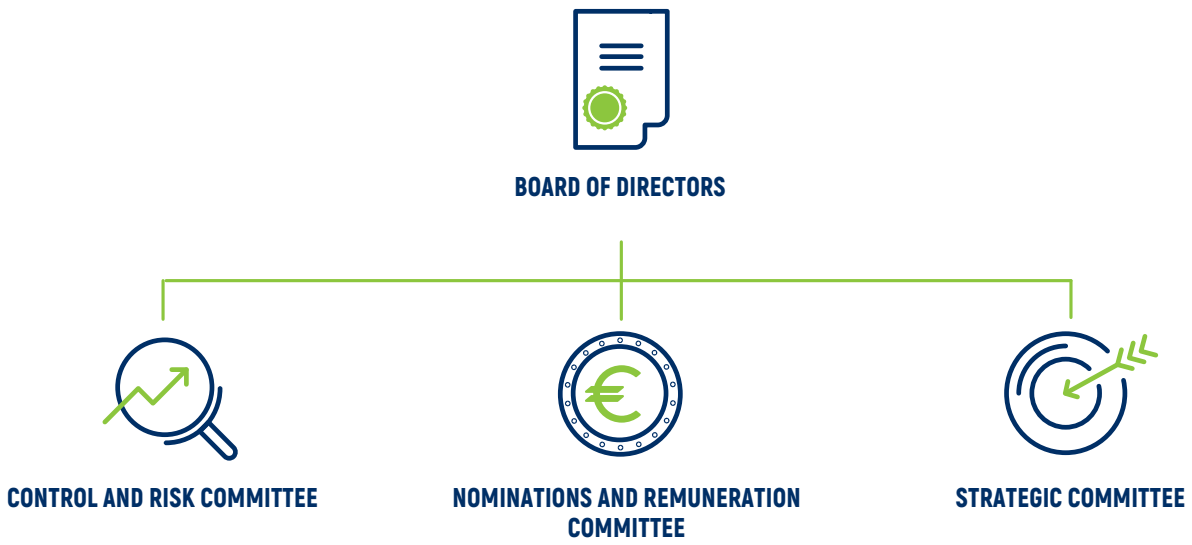 BOARD OF DIRECTORS
CONTROL AND RISK COMMITTEE
NOMINATIONS AND REMUNERATION
COMMITTEE
STRATEGIC COMMITTEE